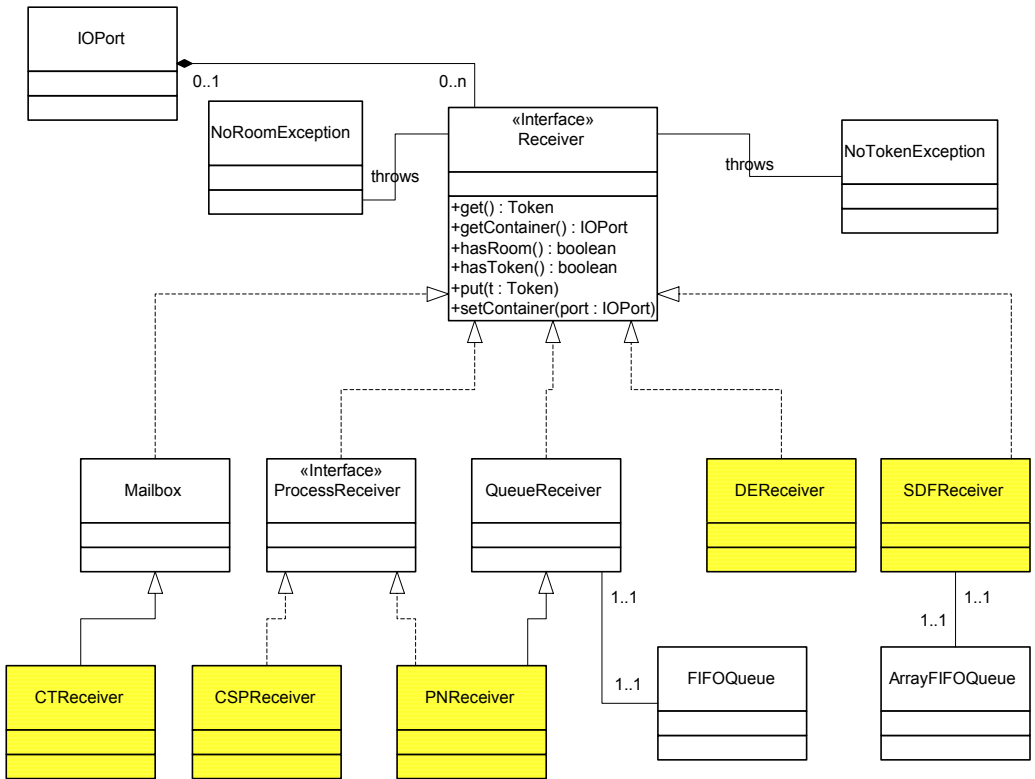 IOPort
0..1
0..n
NoRoomException
throws
«Interface»
Receiver
+get() : Token
+getContainer() : IOPort
+hasRoom() : boolean
+hasToken() : boolean
+put(t : Token)
+setContainer(port : IOPort)
throws
NoTokenException
Mailbox
«Interface»
ProcessReceiver
QueueReceiver
DEReceiver
SDFReceiver
1..1
1..1
1..1
1..1
CTReceiver
CSPReceiver
PNReceiver
FIFOQueue
ArrayFIFOQueue